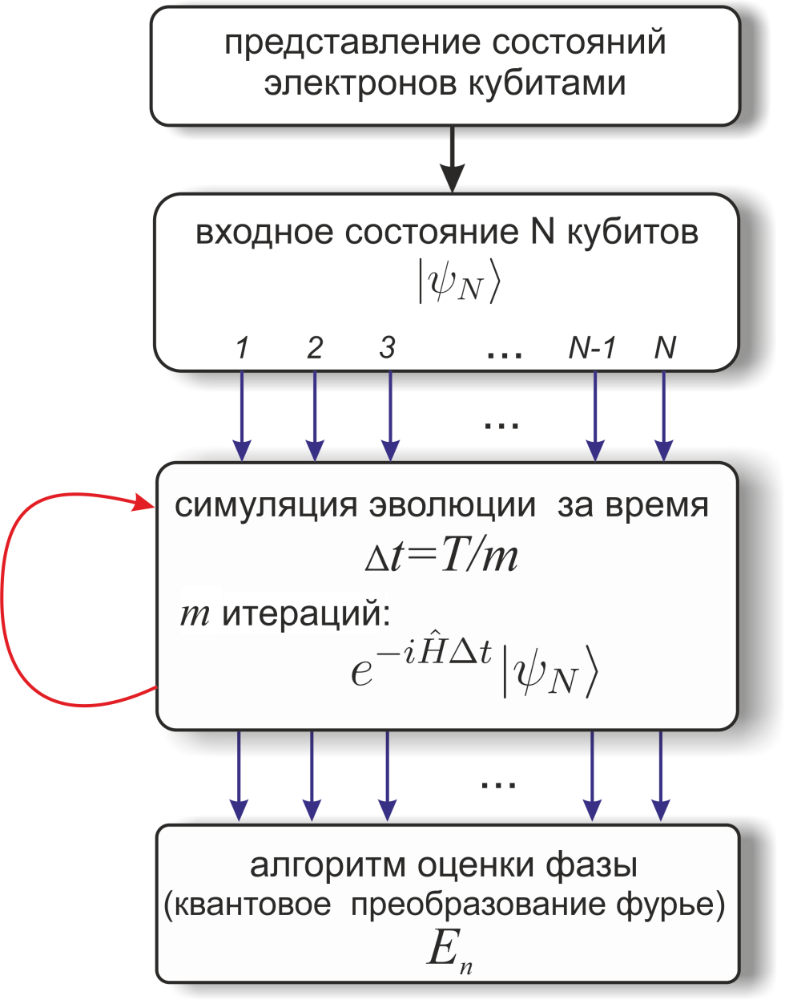 представление состояний
электронов кубитами
входное состояние N кубитов
|ψ_N⟩
1 2 3 ... N-1 N
...
симуляция эволюции за время
Δt=T/m
m итераций:
e^{-iĤΔt}|ψ_N⟩
...
алгоритм оценки фазы
(квантовое преобразование фурье)
E_n